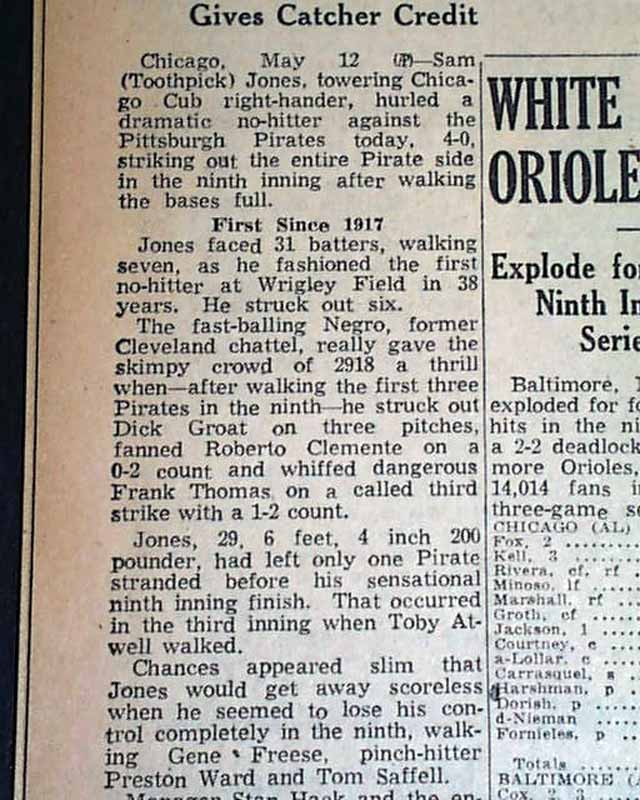 Gives Catcher Credit
Chicago, May 12 (AP)—Sam
(Toothpick) Jones, towering Chica-
go Cub right-hander, hurled a
dramatic no-hitter against the
Pittsburgh Pirates today, 4-0,
striking out the entire Pirate side
in the ninth inning after walking
the bases full.
First Since 1917
Jones faced 31 batters, walking
seven, as he fashioned the first
no-hitter at Wrigley Field in 38
years. He struck out six.
The fast-balling Negro, former
Cleveland chattel, really gave the
skimpy crowd of 2918 a thrill
when—after walking the first three
Pirates in the ninth—he struck out
Dick Groat on three pitches,
fanned Roberto Clemente on a
0-2 count and whiffed dangerous
Frank Thomas on a called third
strike with a 1-2 count.
Jones, 29, 6 feet, 4 inch 200
pounder, had left only one Pirate
stranded before his sensational
ninth inning finish. That occurred
in the third inning when Toby At-
well walked.
Chances appeared slim that
Jones would get away scoreless
when he seemed to lose his con-
trol completely in the ninth, walk-
ing Gene Freese, pinch-hitter
Preston Ward and Tom Saffell.
Manager Stan Hack and the en-
WHITE
ORIOLE
Explode for
Ninth In
Serie
Baltimore,
exploded for fo
hits in the ni
a 2-2 deadlock
more Orioles,
14,014 fans i
three-game se
CHICAGO (AL)
Fox, 2 ........
Kell, 3 ........
Rivera, cf, rf
Minoso, lf ....
Marshall, rf ..
Groth, cf .....
Jackson, 1 ....
Courtney, c ...
a-Lollar, c ...
Carrasquel, s
Harshman, p
Dorish, p ....
d-Nieman ....
Fornieles, p ..
Totals ......
BALTIMORE (A
Cox, 2, 3